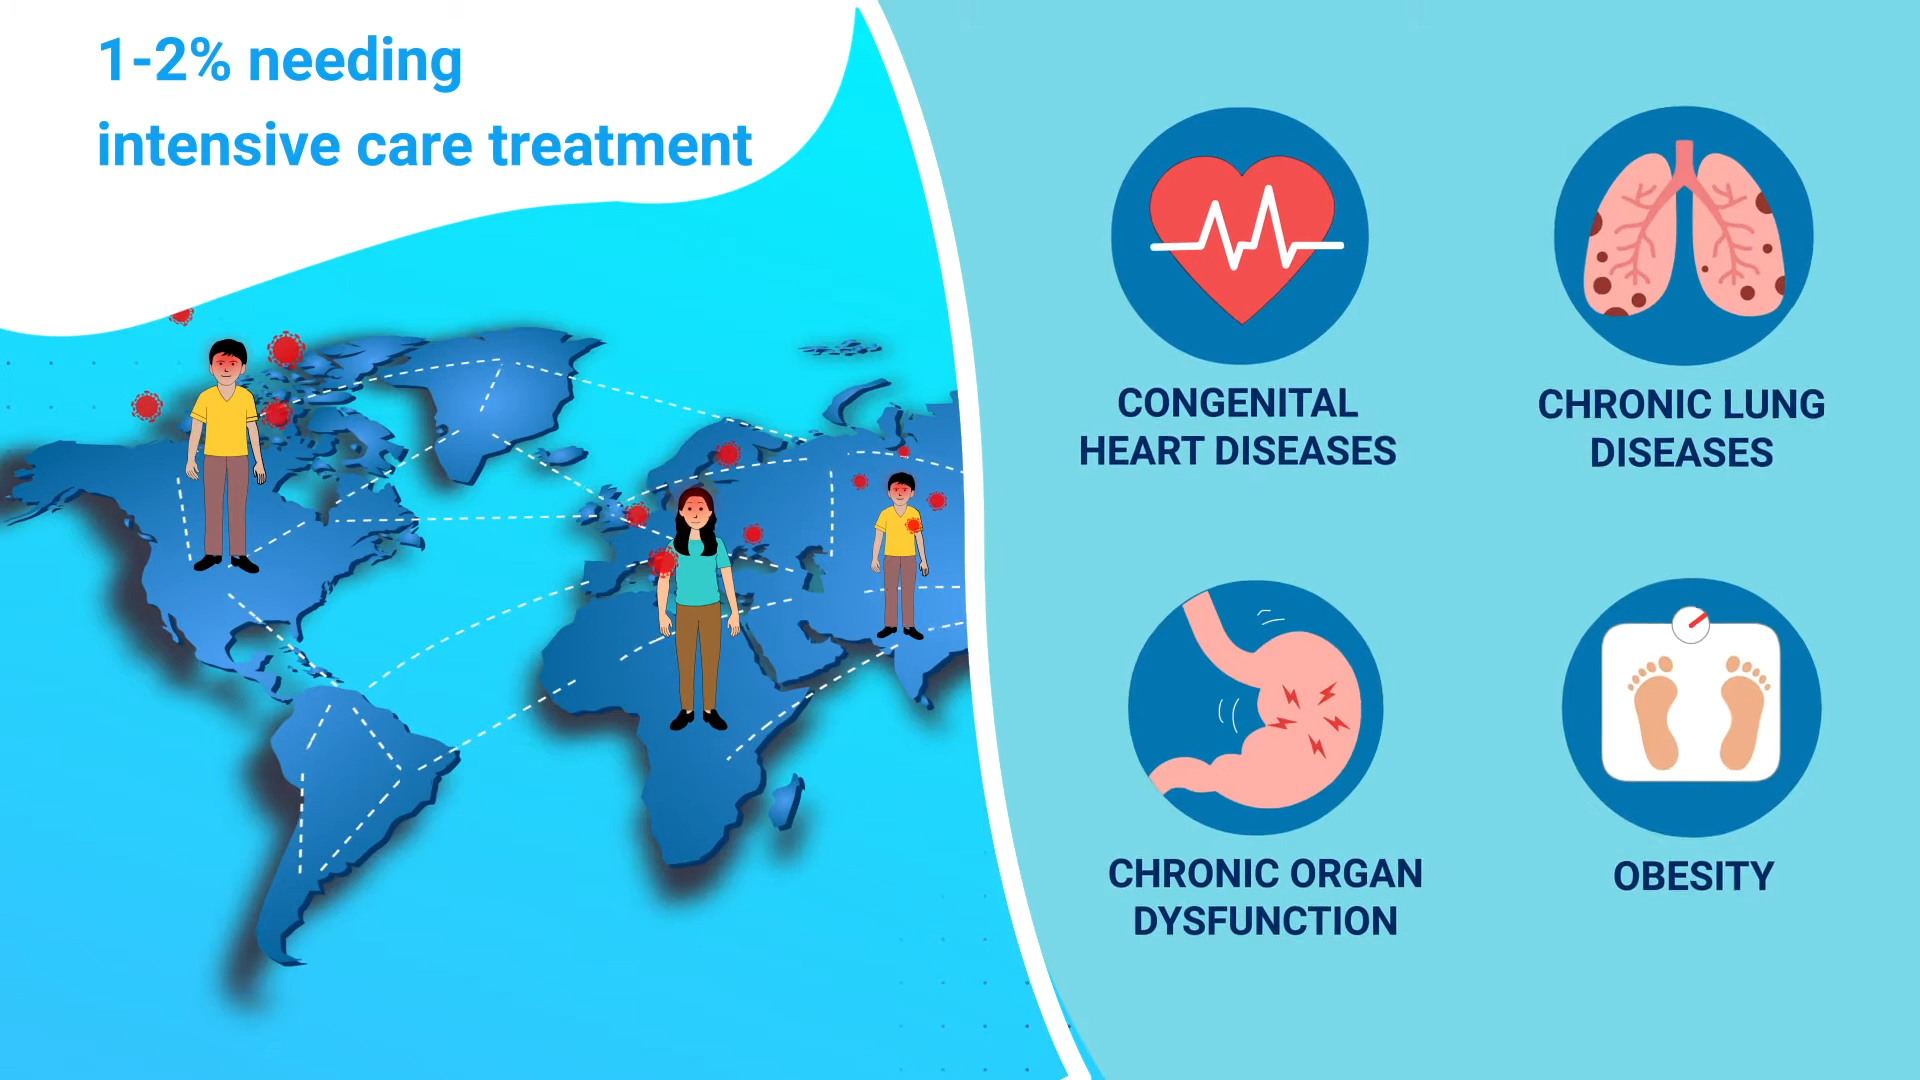 1-2% needing
intensive care treatment
CONGENITAL
HEART DISEASES
CHRONIC LUNG
DISEASES
CHRONIC ORGAN
DYSFUNCTION
OBESITY